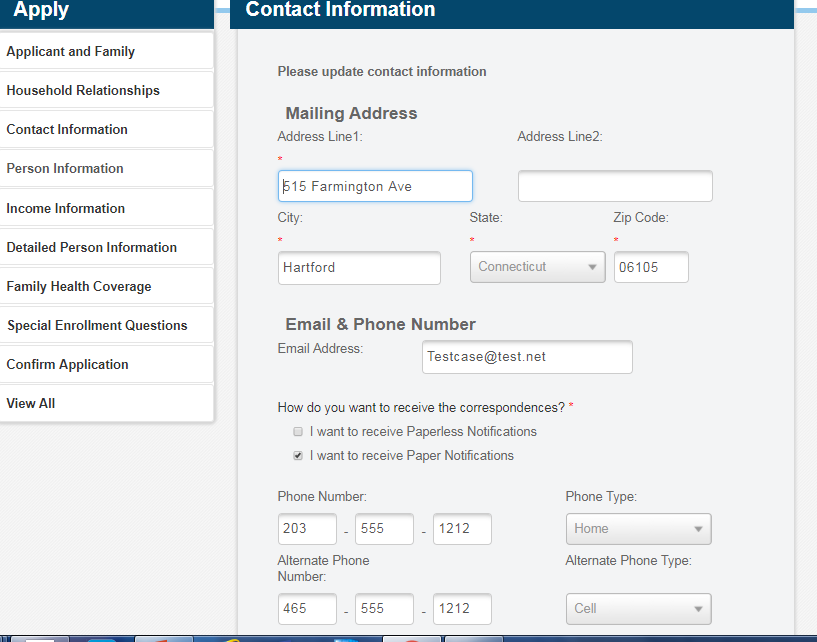 Apply
Applicant and Family
Household Relationships
Contact Information
Person Information
Income Information
Detailed Person Information
Family Health Coverage
Special Enrollment Questions
Confirm Application
View All
Contact Information
Please update contact information
Mailing Address
Address Line1: Address Line2:
*
515 Farmington Ave
City: State: Zip Code:
* * *
Hartford Connecticut 06105
Email & Phone Number
Email Address: Testcase@test.net
How do you want to receive the correspondences? *
I want to receive Paperless Notifications
I want to receive Paper Notifications
Phone Number: Phone Type:
203 - 555 - 1212 Home
Alternate Phone Alternate Phone Type:
Number:
465 - 555 - 1212 Cell